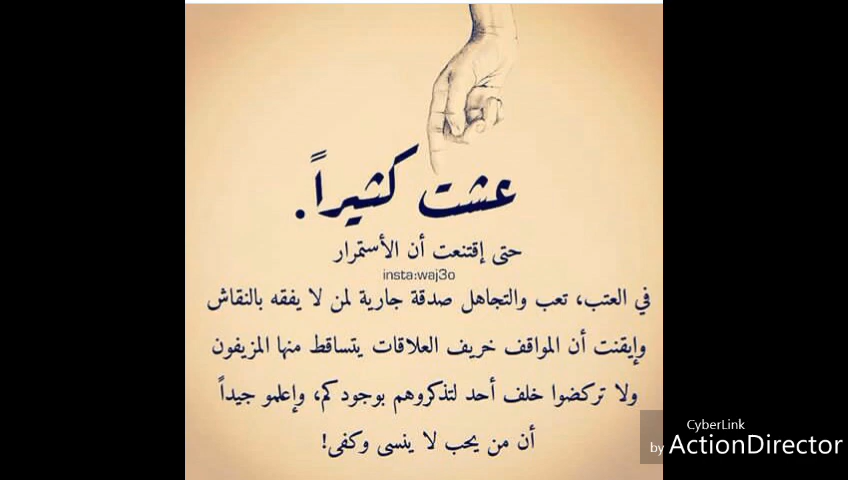 عشت كثيراً.
حتى إقتنعت أن الأستمرار
insta:waj3o
في العتب، تعب والتجاهل صدقة جارية لمن لا يفقه بالنقاش
وإيقنت أن المواقف خريف العلاقات يتساقط منها المزيفون
ولا تركضوا خلف أحد لتذكروهم بوجودكم، وإعلمو جيداً
أن من يحب لا ينسى وكفى!
CyberLink
by ActionDirector